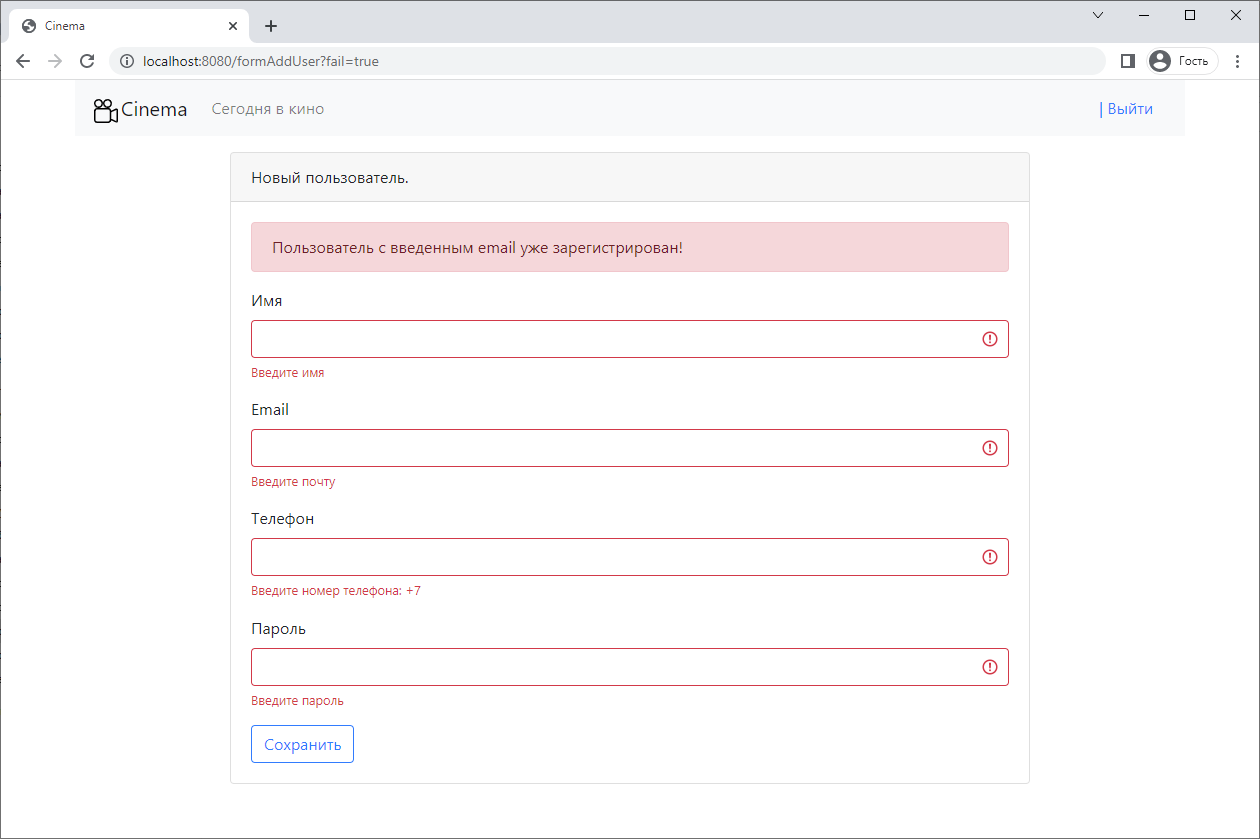 Cinema
localhost:8080/formAddUser?fail=true
Гость
Cinema Сегодня в кино | Выйти
Новый пользователь.
Пользователь с введенным email уже зарегистрирован!
Имя
Введите имя
Email
Введите почту
Телефон
Введите номер телефона: +7
Пароль
Введите пароль
Сохранить